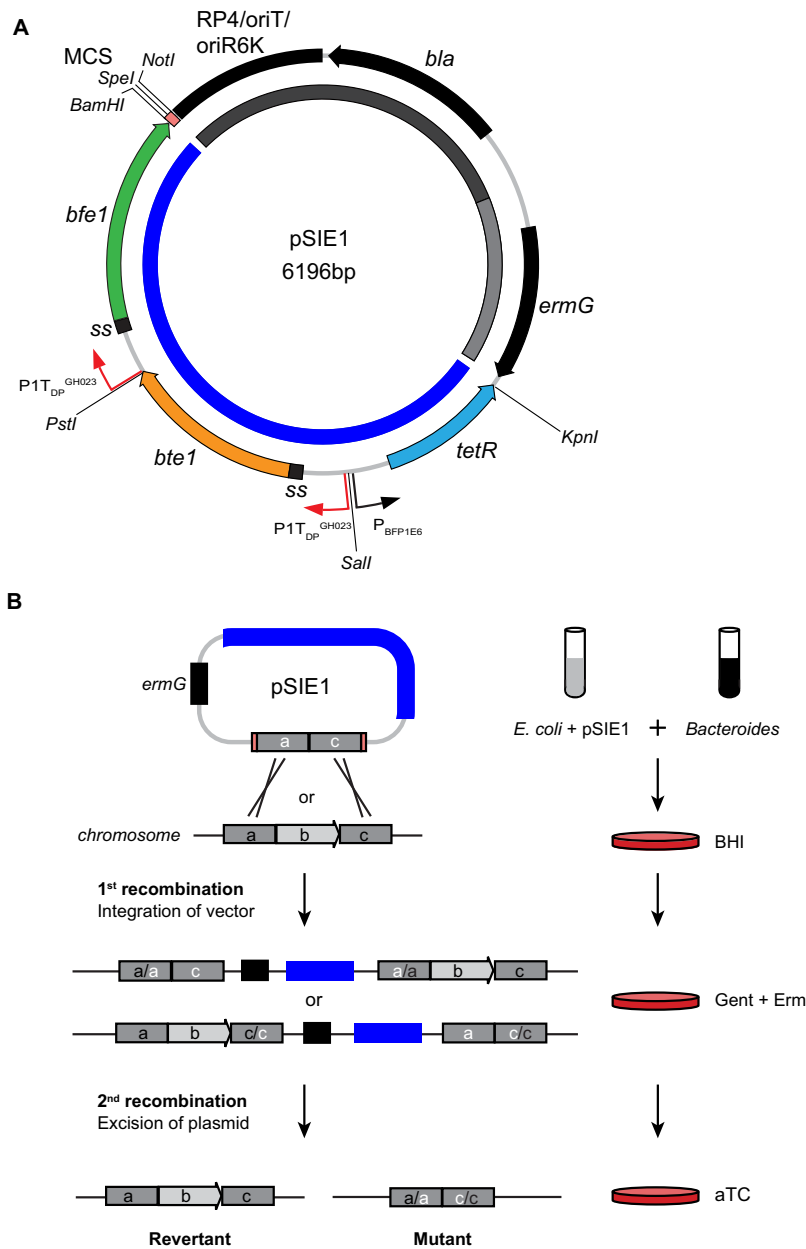 A
RP4/oriT/
oriR6K
bla
MCS
NotI
SpeI
BamHI
bfe1
pSIE1
6196bp
ermG
ss
P1T_DP^GH023
PstI
bte1
ss
tetR
KpnI
P1T_DP^GH023
P_BFP1E6
SalI
B
ermG
pSIE1
a c
or
chromosome
a b c
E. coli + pSIE1 + Bacteroides
BHI
1st recombination
Integration of vector
a/a c a/a b c
or
a b c/c a c/c
Gent + Erm
2nd recombination
Excision of plasmid
a b c
a/a c/c
aTC
Revertant
Mutant